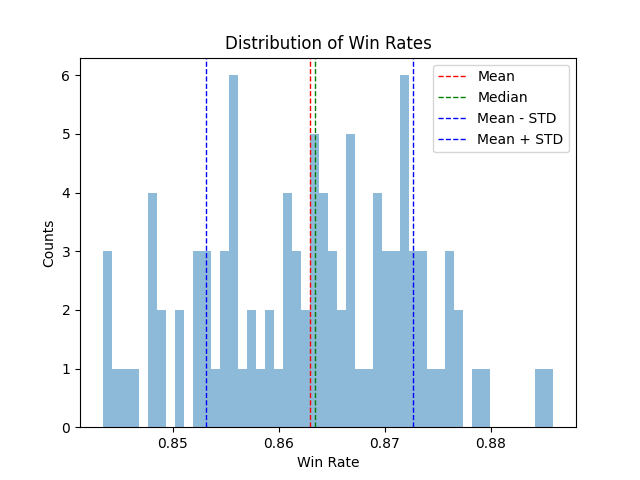 Distribution of Win Rates
Mean
Median
Mean - STD
Mean + STD
Counts
6
5
4
3
2
1
0
0.85 0.86 0.87 0.88
Win Rate